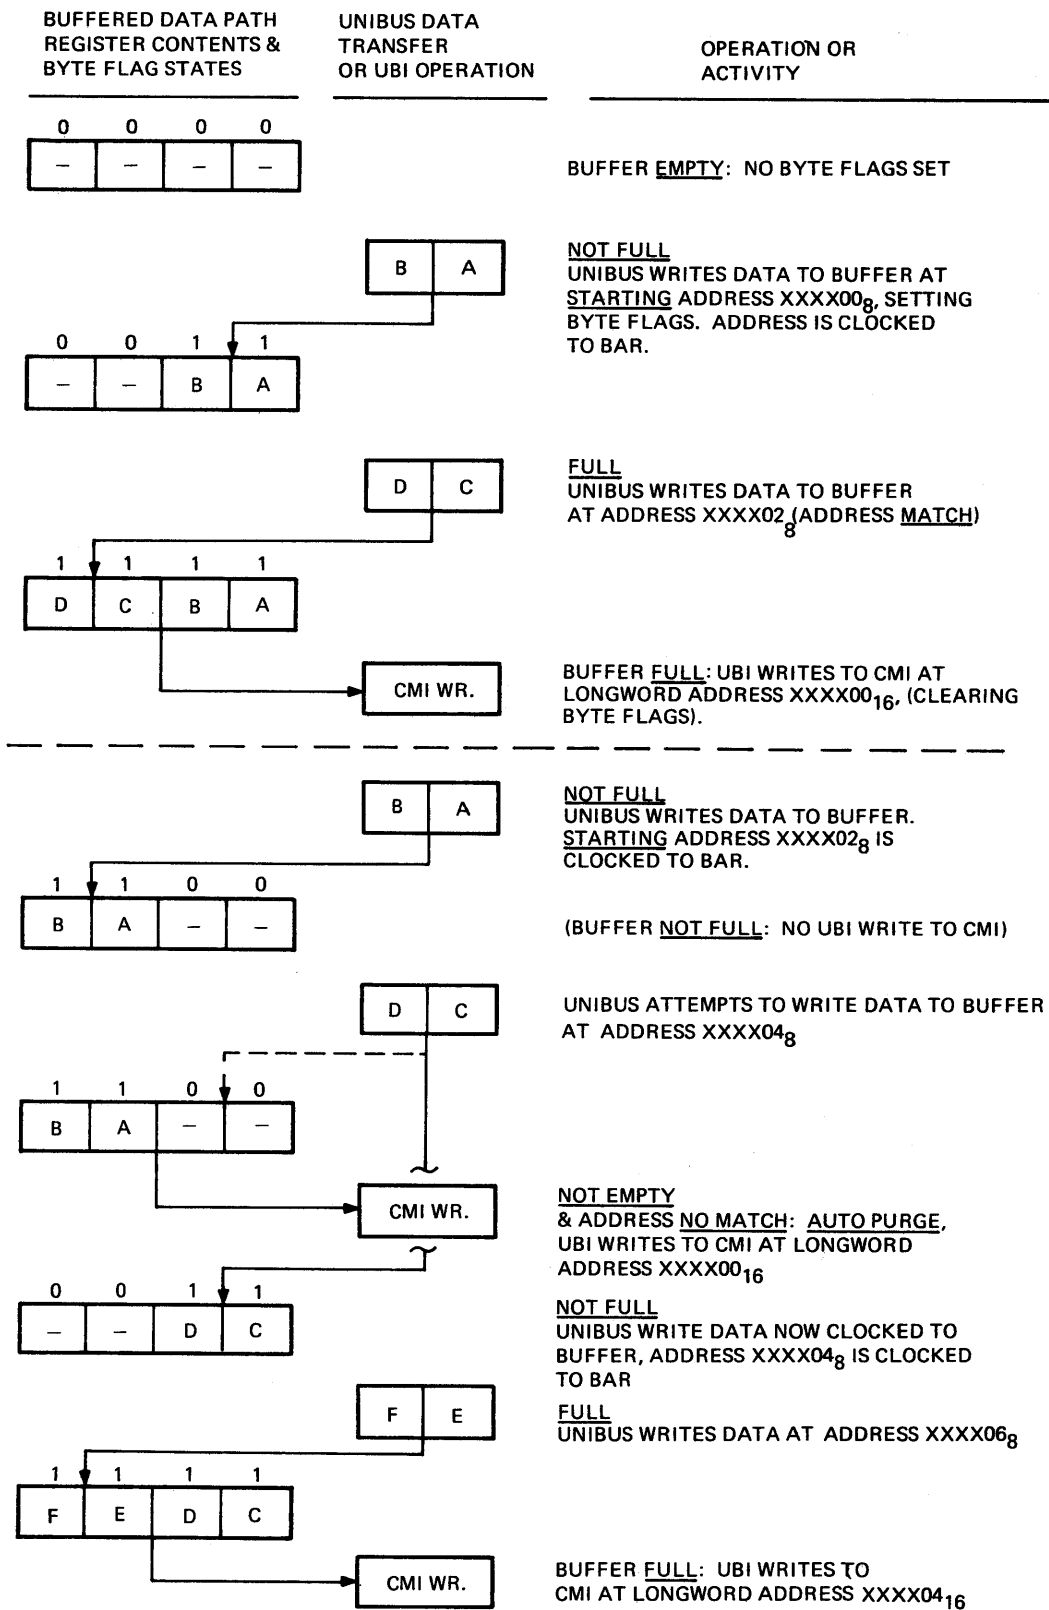 BUFFERED DATA PATH
REGISTER CONTENTS &
BYTE FLAG STATES
UNIBUS DATA
TRANSFER
OR UBI OPERATION
OPERATION OR
ACTIVITY
0 0 0 0
– – – –
BUFFER EMPTY: NO BYTE FLAGS SET
B A
NOT FULL
UNIBUS WRITES DATA TO BUFFER AT
STARTING ADDRESS XXXX008, SETTING
BYTE FLAGS. ADDRESS IS CLOCKED
TO BAR.
0 0 1 1
– – B A
D C
FULL
UNIBUS WRITES DATA TO BUFFER
AT ADDRESS XXXX028 (ADDRESS MATCH)
1 1 1 1
D C B A
CMI WR.
BUFFER FULL: UBI WRITES TO CMI AT
LONGWORD ADDRESS XXXX0016, (CLEARING
BYTE FLAGS).
B A
NOT FULL
UNIBUS WRITES DATA TO BUFFER.
STARTING ADDRESS XXXX028 IS
CLOCKED TO BAR.
1 1 0 0
B A – –
(BUFFER NOT FULL: NO UBI WRITE TO CMI)
D C
UNIBUS ATTEMPTS TO WRITE DATA TO BUFFER
AT ADDRESS XXXX048
1 1 0 0
B A – –
CMI WR.
NOT EMPTY
& ADDRESS NO MATCH: AUTO PURGE,
UBI WRITES TO CMI AT LONGWORD
ADDRESS XXXX0016
0 0 1 1
– – D C
NOT FULL
UNIBUS WRITE DATA NOW CLOCKED TO
BUFFER, ADDRESS XXXX048 IS CLOCKED
TO BAR
F E
FULL
UNIBUS WRITES DATA AT ADDRESS XXXX068
1 1 1 1
F E D C
CMI WR.
BUFFER FULL: UBI WRITES TO
CMI AT LONGWORD ADDRESS XXXX0416